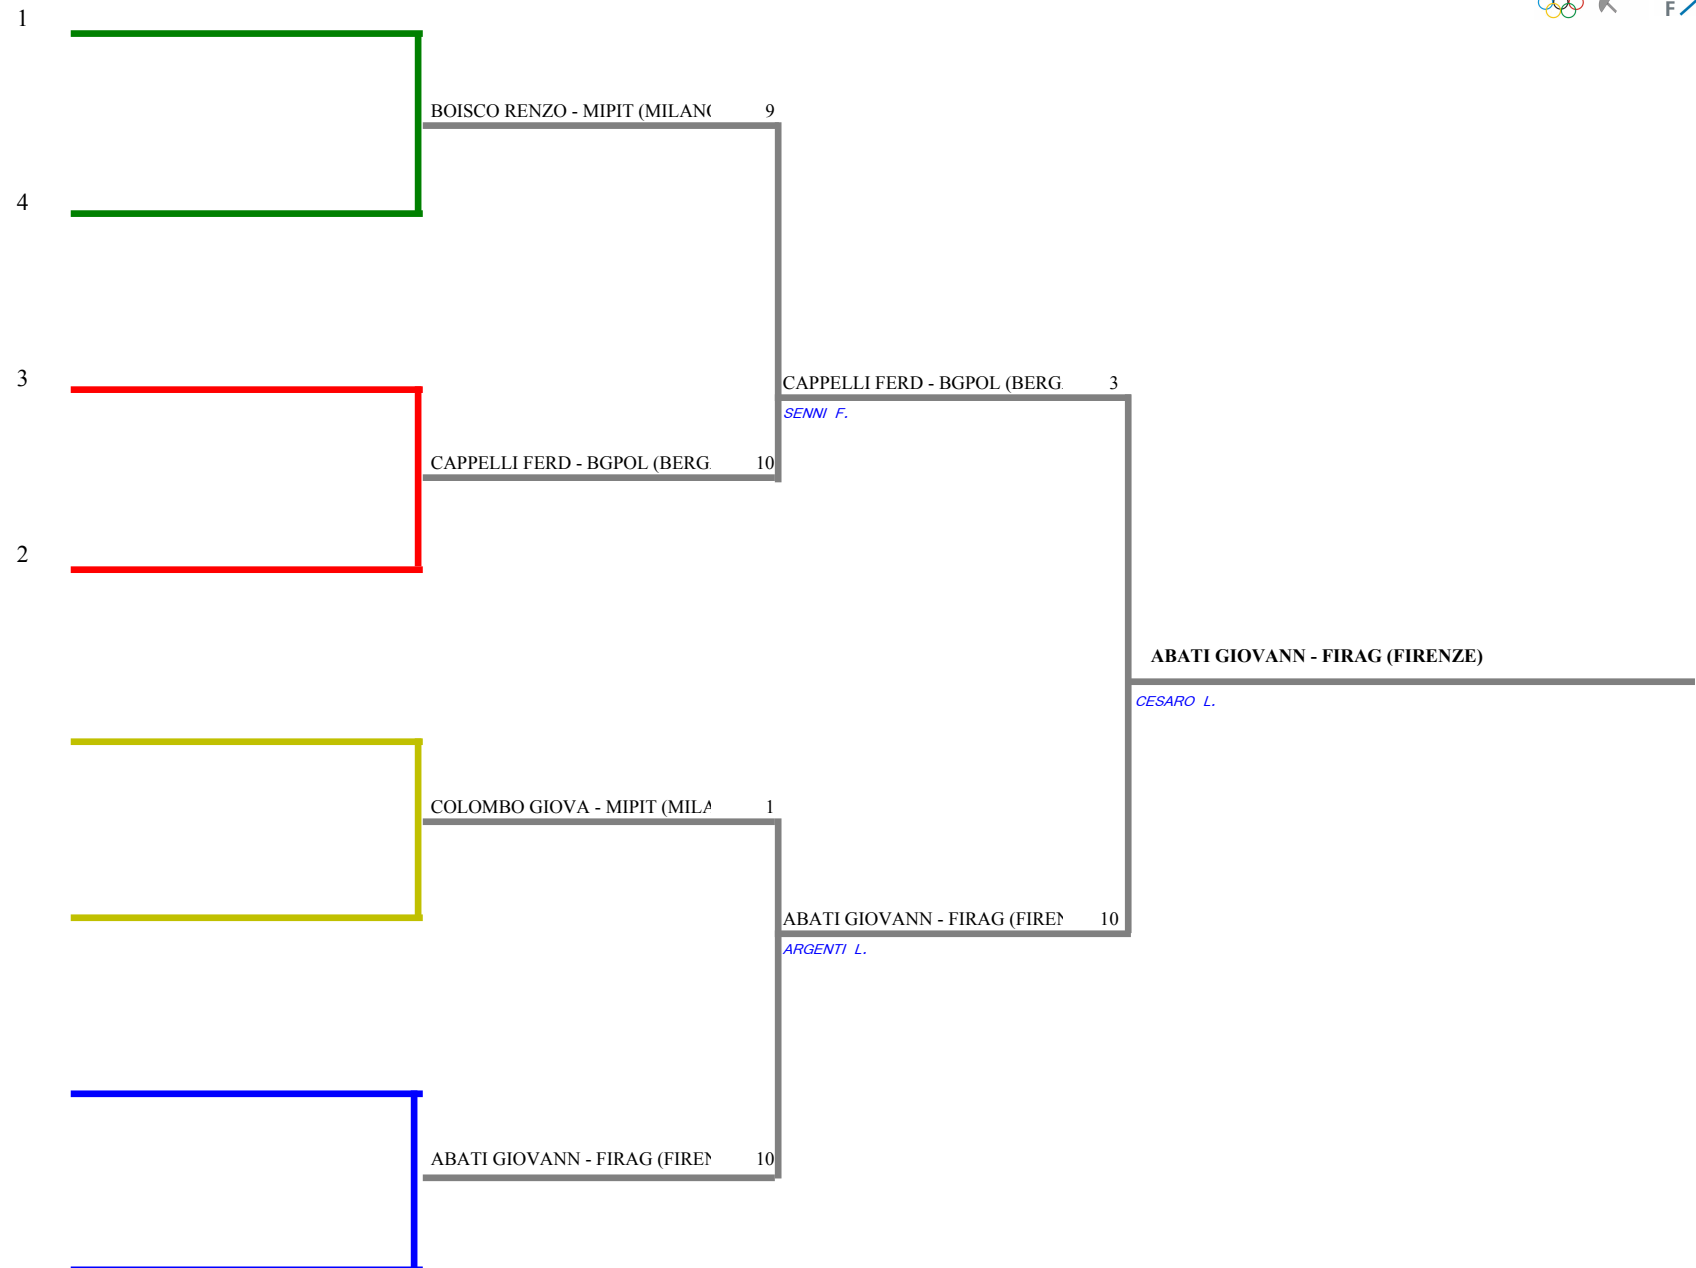 1
F
BOISCO RENZO - MIPIT (MILANO 9
4
3
CAPPELLI FERD - BGPOL (BERG. 3
SENNI F.
CAPPELLI FERD - BGPOL (BERG. 10
2
ABATI GIOVANN - FIRAG (FIRENZE)
CESARO L.
COLOMBO GIOVA - MIPIT (MILA 1
ABATI GIOVANN - FIRAG (FIREN 10
ARGENTI L.
ABATI GIOVANN - FIRAG (FIREN 10